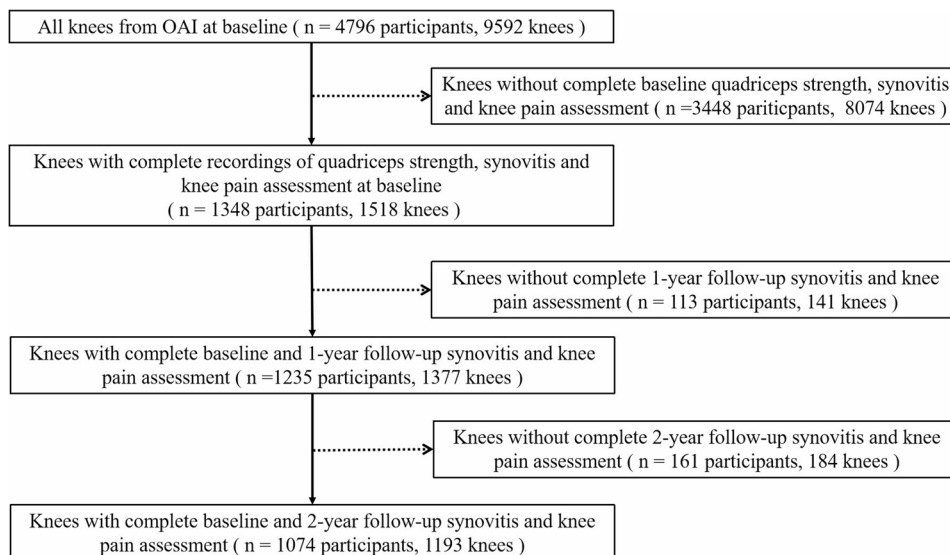 All knees from OAI at baseline ( n = 4796 participants, 9592 knees )
Knees without complete baseline quadriceps strength, synovitis
and knee pain assessment ( n =3448 pariticpants, 8074 knees )
Knees with complete recordings of quadriceps strength, synovitis and
knee pain assessment at baseline
( n = 1348 participants, 1518 knees )
Knees without complete 1-year follow-up synovitis and knee
pain assessment ( n = 113 participants, 141 knees )
Knees with complete baseline and 1-year follow-up synovitis and knee
pain assessment ( n =1235 participants, 1377 knees )
Knees without complete 2-year follow-up synovitis and knee
pain assessment ( n = 161 participants, 184 knees )
Knees with complete baseline and 2-year follow-up synovitis and knee
pain assessment ( n = 1074 participants, 1193 knees )